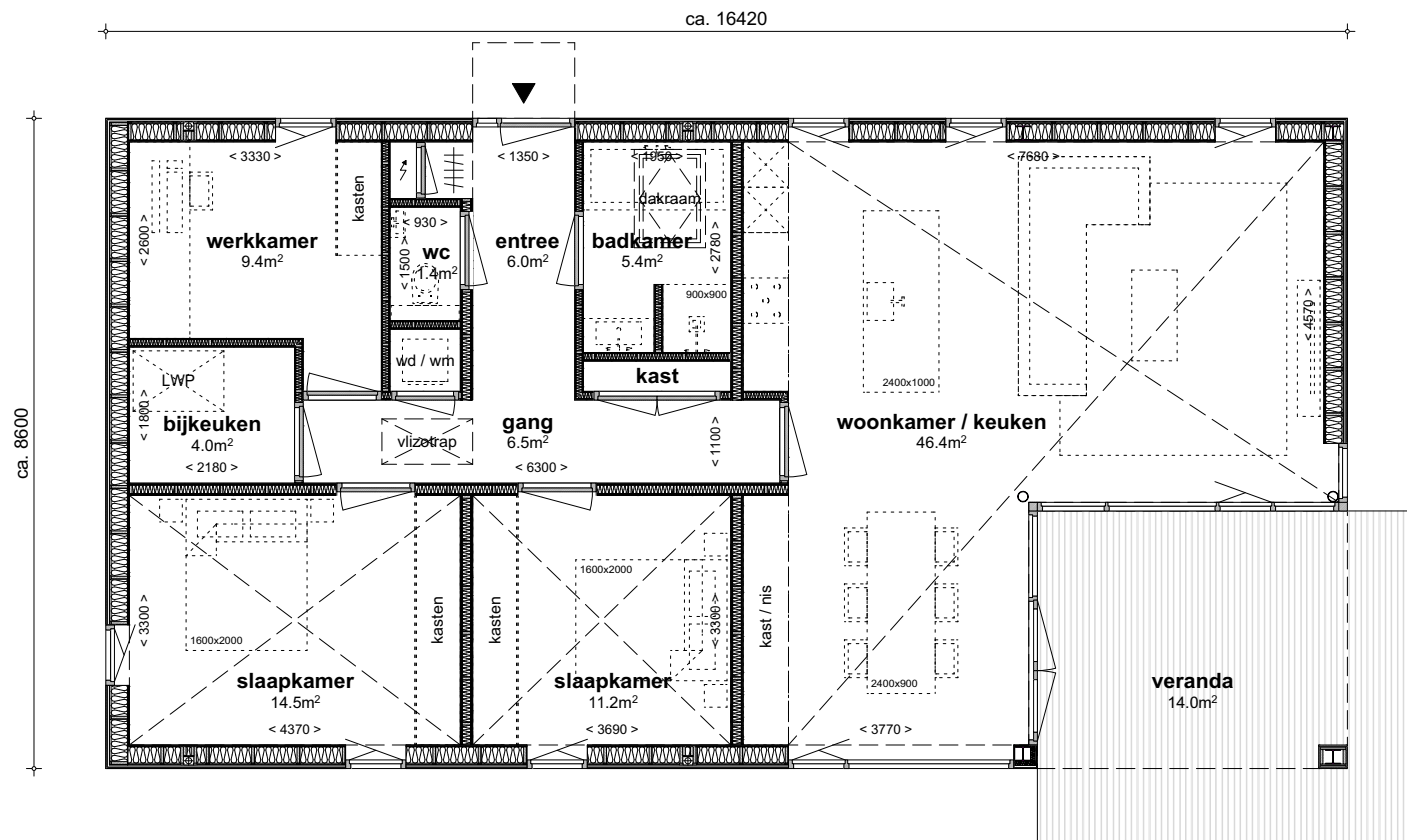 ca. 16420
ca. 8600
< 3330 >
< 1350 >
< 1950 >
< 7680 >
kasten
< 2600 >
werkkamer
9.4m²
< 930 >
< 1500 >
wc
1.4m²
entree
6.0m²
dakraam
badkamer
5.4m²
< 2780 >
900x900
< 4570 >
wd / wm
kast
2400x1000
LWP
< 1800 >
bijkeuken
4.0m²
< 2180 >
vlizotrap
gang
6.5m²
< 6300 >
< 1100 >
woonkamer / keuken
46.4m²
< 3300 >
1600x2000
kasten
slaapkamer
14.5m²
< 4370 >
kasten
1600x2000
< 3300 >
slaapkamer
11.2m²
< 3690 >
kast / nis
2400x900
< 3770 >
veranda
14.0m²